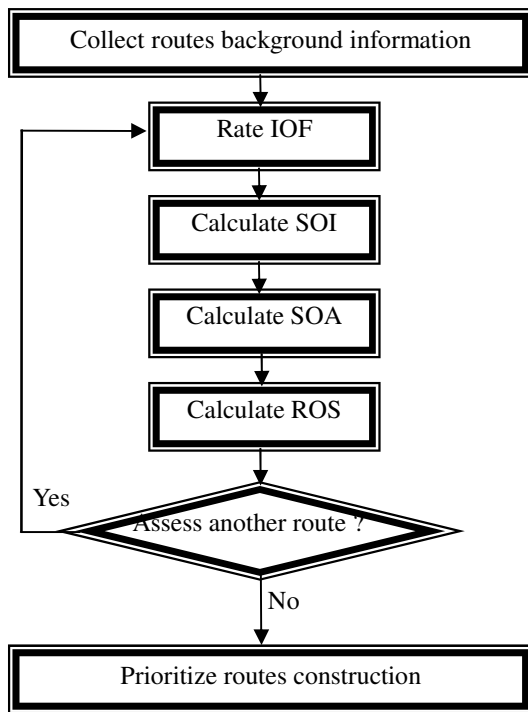 Collect routes background information
Rate IOF
Calculate SOI
Calculate SOA
Calculate ROS
Yes
Assess another route ?
No
Prioritize routes construction